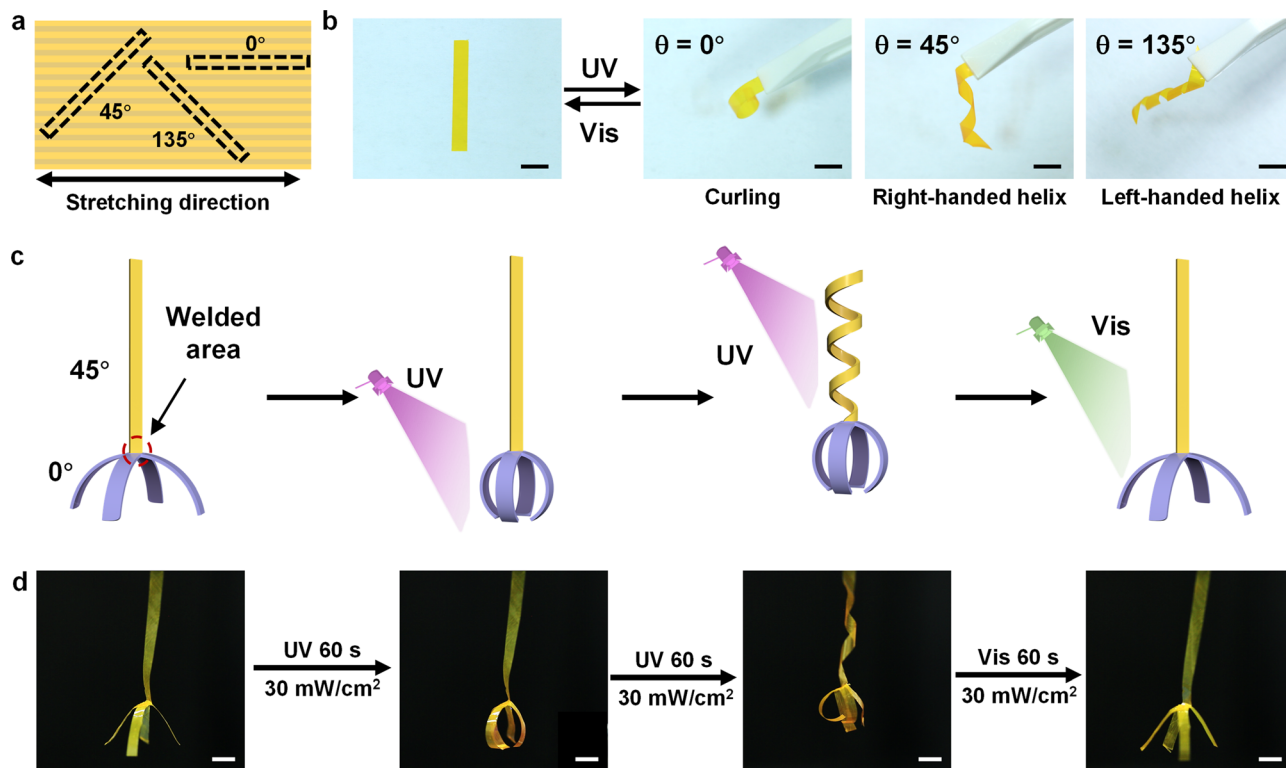 a
0°
45°
135°
Stretching direction
b
UV
Vis
θ = 0°
Curling
θ = 45°
Right-handed helix
θ = 135°
Left-handed helix
c
Welded
area
45°
0°
UV
UV
Vis
d
UV 60 s
30 mW/cm²
UV 60 s
30 mW/cm²
Vis 60 s
30 mW/cm²